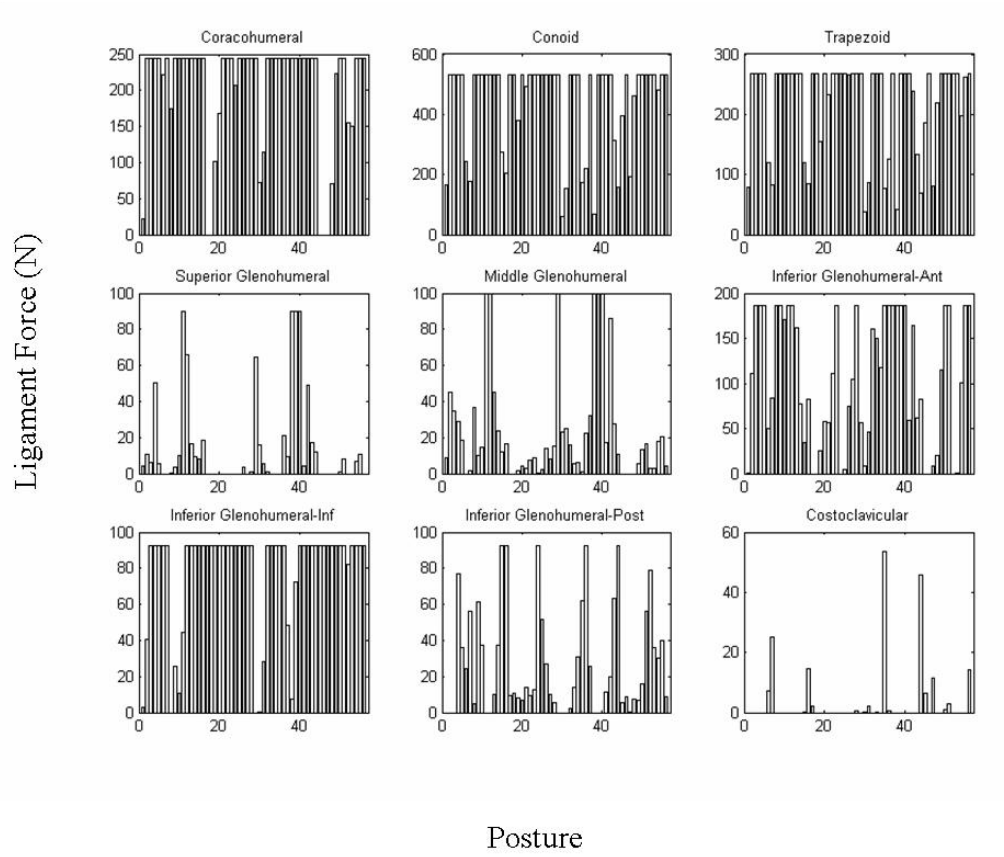 Coracohumeral
250
200
150
100
50
0
0 20 40
Conoid
600
400
200
0
0 20 40
Trapezoid
300
250
200
150
100
50
0
0 20 40
Superior Glenohumeral
100
80
60
40
20
0
0 20 40
Middle Glenohumeral
100
80
60
40
20
0
0 20 40
Inferior Glenohumeral-Ant
200
150
100
50
0
0 20 40
Inferior Glenohumeral-Inf
100
80
60
40
20
0
0 20 40
Inferior Glenohumeral-Post
100
80
60
40
20
0
0 20 40
Costoclavicular
60
40
20
0
0 20 40
Ligament Force (N)
Posture